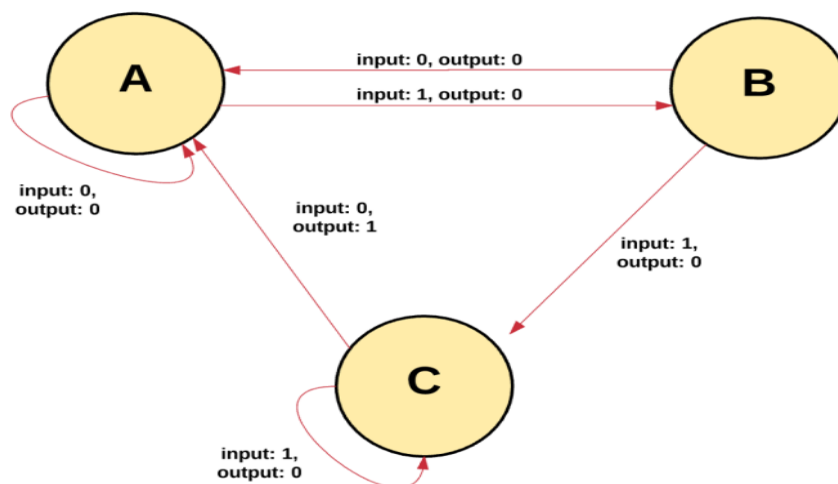 A
input: 0, output: 0
input: 1, output: 0
B
input: 0,
output: 0
input: 0,
output: 1
input: 1,
output: 0
C
input: 1,
output: 0